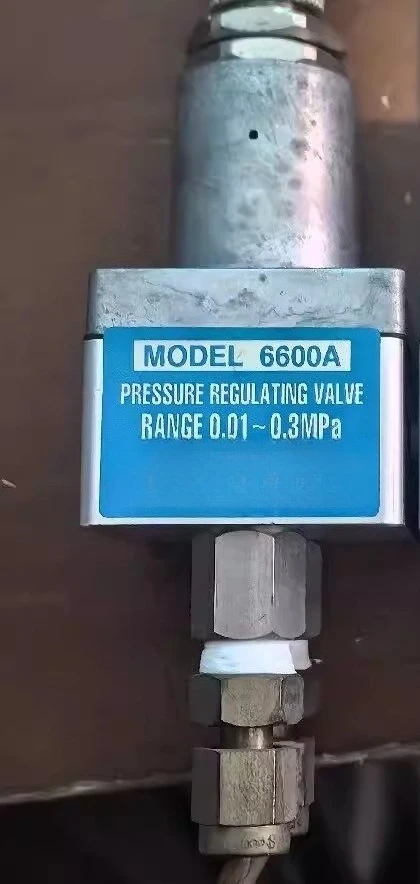 MODEL 6600A
PRESSURE REGULATING VALVE
RANGE 0.01~0.3MPa